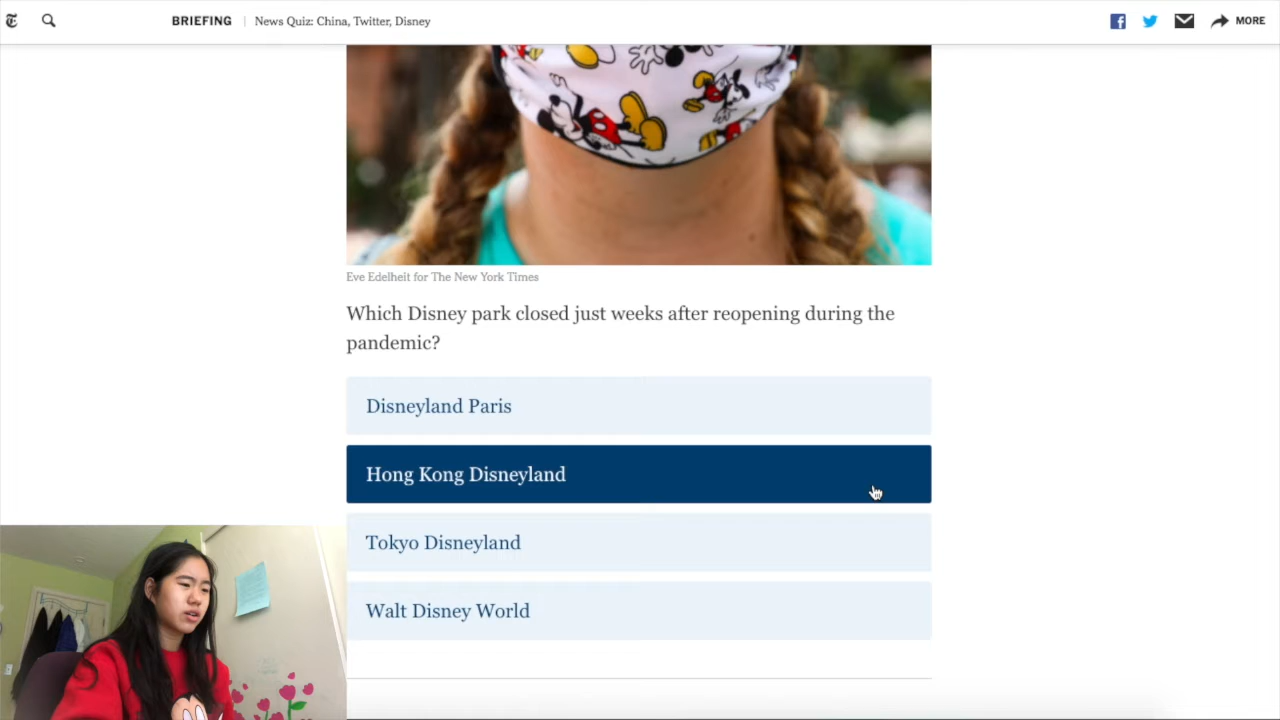 BRIEFING News Quiz: China, Twitter, Disney MORE
Eve Edelheit for The New York Times
Which Disney park closed just weeks after reopening during the
pandemic?
Disneyland Paris
Hong Kong Disneyland
Tokyo Disneyland
Walt Disney World